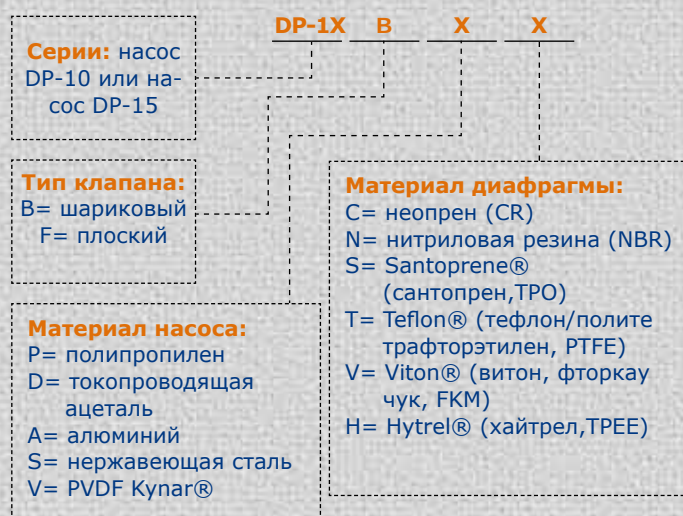 DP-1X B X X
Серии: насос
DP-10 или на-
сос DP-15
Тип клапана:
B= шариковый
F= плоский
Материал насоса:
P= полипропилен
D= токопроводящая
ацеталь
A= алюминий
S= нержавеющая сталь
V= PVDF Kynar®
Материал диафрагмы:
C= неопрен (CR)
N= нитриловая резина (NBR)
S= Santoprene®
(сантопрен,TPO)
T= Teflon® (тефлон/полите
трафторэтилен, PTFE)
V= Viton® (витон, фторкау
чук, FKM)
H= Hytrel® (хайтрел,TPEE)